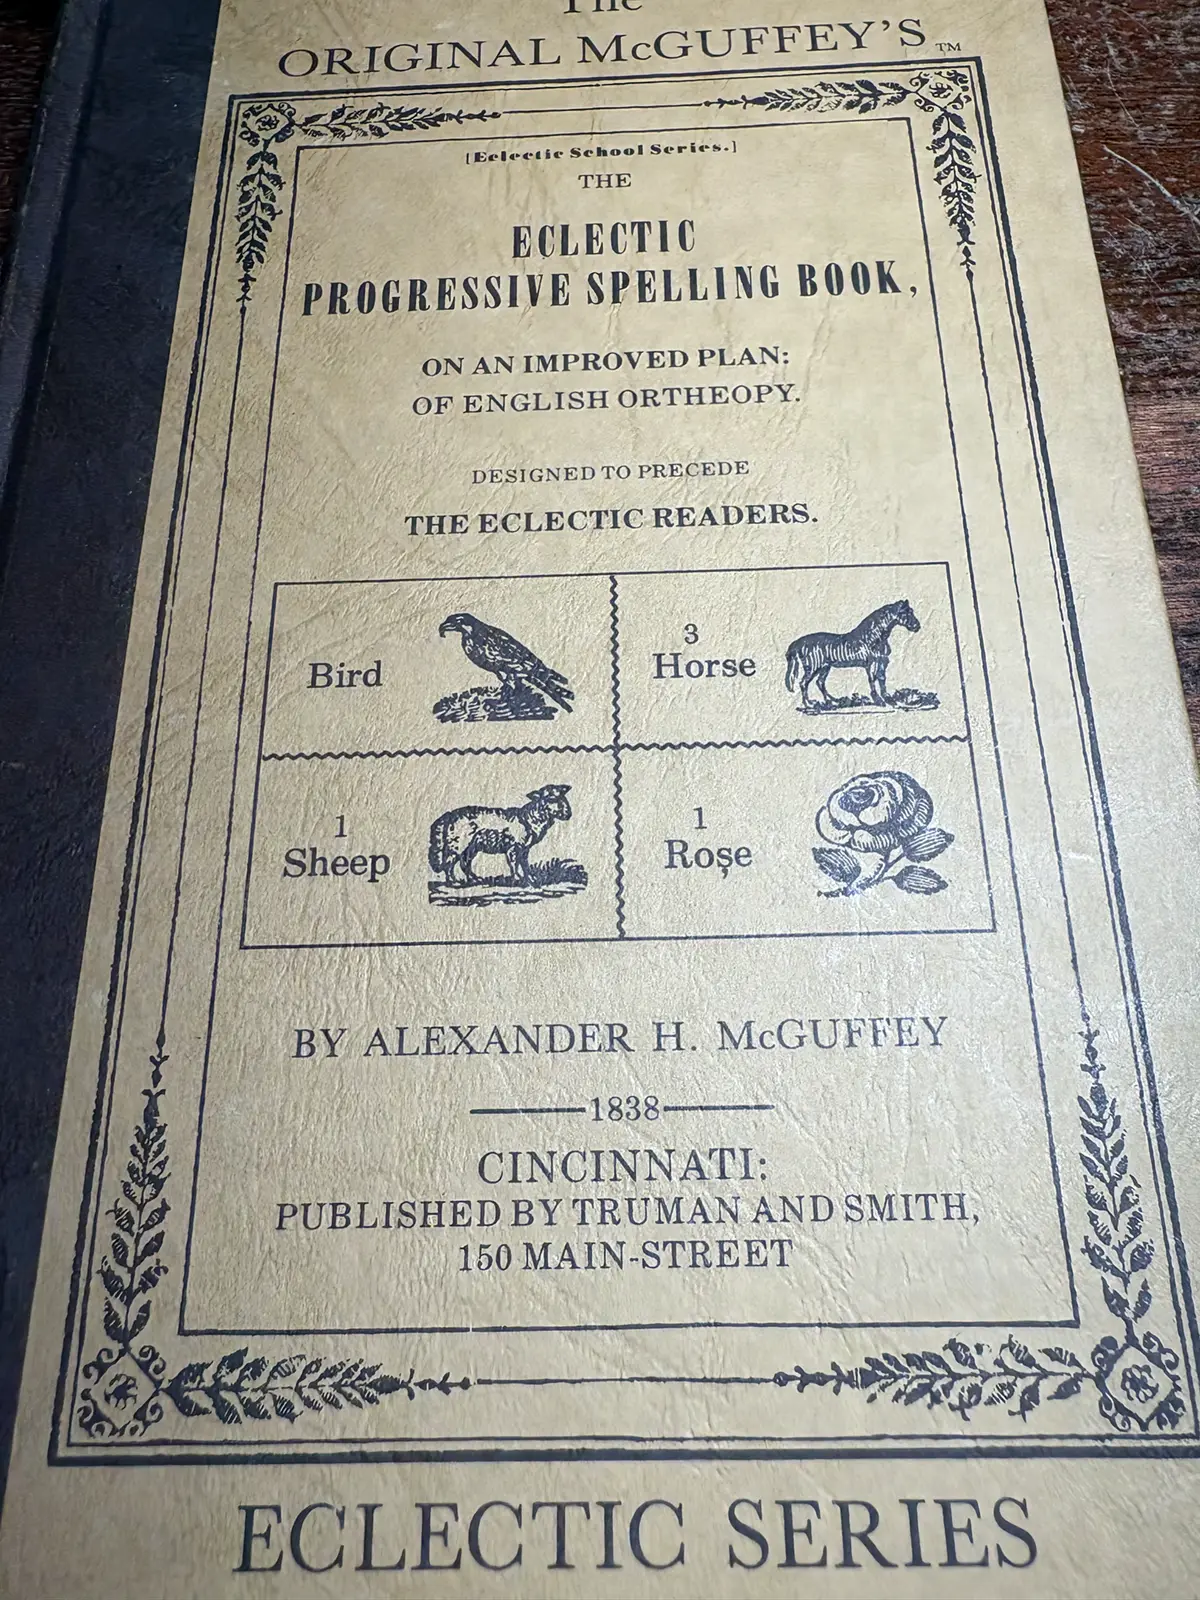 The
ORIGINAL McGUFFEY'S™
[Eclectic School Series.]
THE
ECLECTIC
PROGRESSIVE SPELLING BOOK,
ON AN IMPROVED PLAN:
OF ENGLISH ORTHEOPY.
DESIGNED TO PRECEDE
THE ECLECTIC READERS.
Bird
3
Horse
1
Sheep
1
Roşe
BY ALEXANDER H. McGUFFEY
1838
CINCINNATI:
PUBLISHED BY TRUMAN AND SMITH,
150 MAIN-STREET
ECLECTIC SERIES